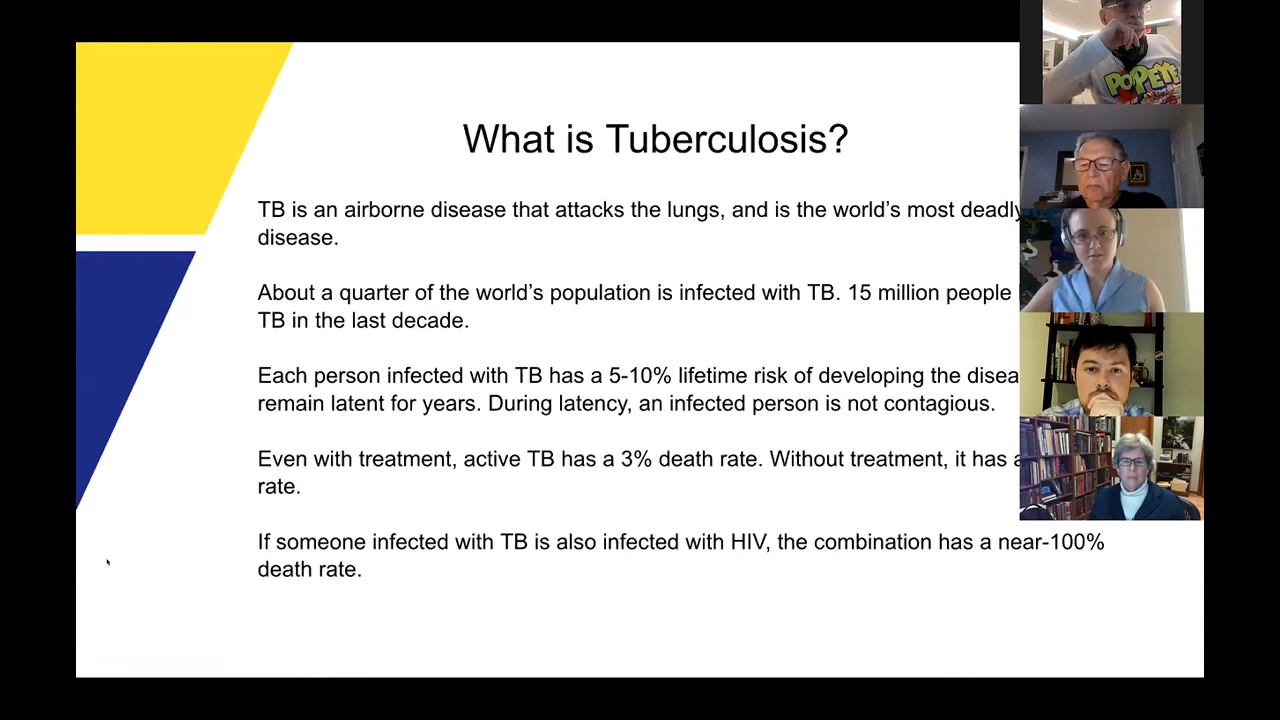 What is Tuberculosis?
TB is an airborne disease that attacks the lungs, and is the world’s most deadly
disease.
About a quarter of the world’s population is infected with TB. 15 million people
TB in the last decade.
Each person infected with TB has a 5-10% lifetime risk of developing the
remain latent for years. During latency, an infected person is not contagious.
Even with treatment, active TB has a 3% death rate. Without treatment, it has
rate.
If someone infected with TB is also infected with HIV, the combination has a near-100%
death rate.
POPEYE